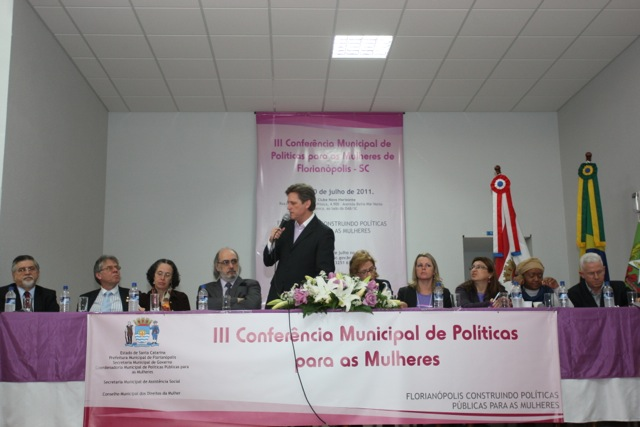 III Conferência Municipal de
Políticas para as Mulheres de
Florianópolis - SC
0 de julho de 2011.
CONSTRUINDO POLÍTICAS
AS MULHERES
III Conferência Municipal de Políticas
para as Mulheres
Estado de Santa Catarina
Prefeitura Municipal de Florianópolis
Secretaria Municipal de Governo
Coordenadoria Municipal de Políticas Públicas para
as Mulheres
Secretaria Municipal de Assistência Social
Conselho Municipal dos Direitos da Mulher
FLORIANÓPOLIS CONSTRUINDO POLÍTICAS
PÚBLICAS PARA AS MULHERES